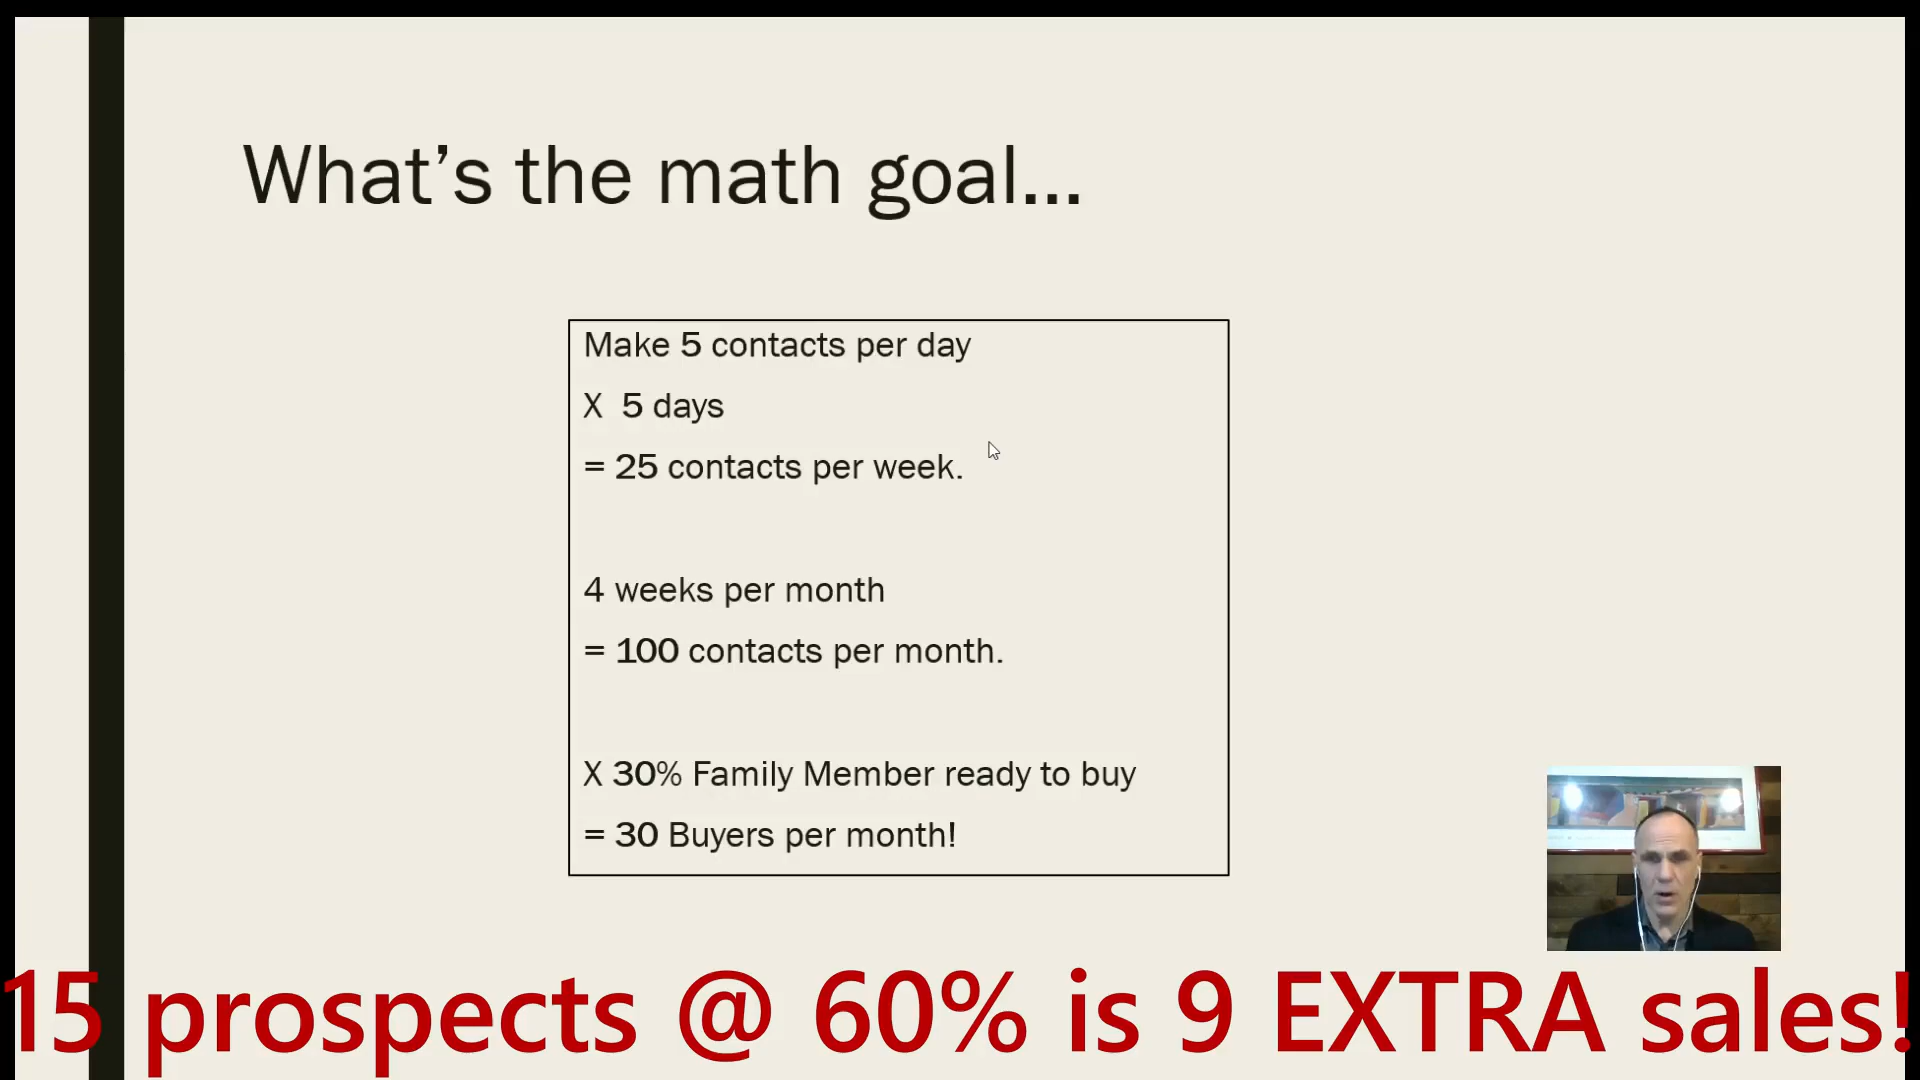 What’s the math goal...
Make 5 contacts per day
X 5 days
= 25 contacts per week.
4 weeks per month
= 100 contacts per month.
X 30% Family Member ready to buy
= 30 Buyers per month!
15 prospects @ 60% is 9 EXTRA sales!